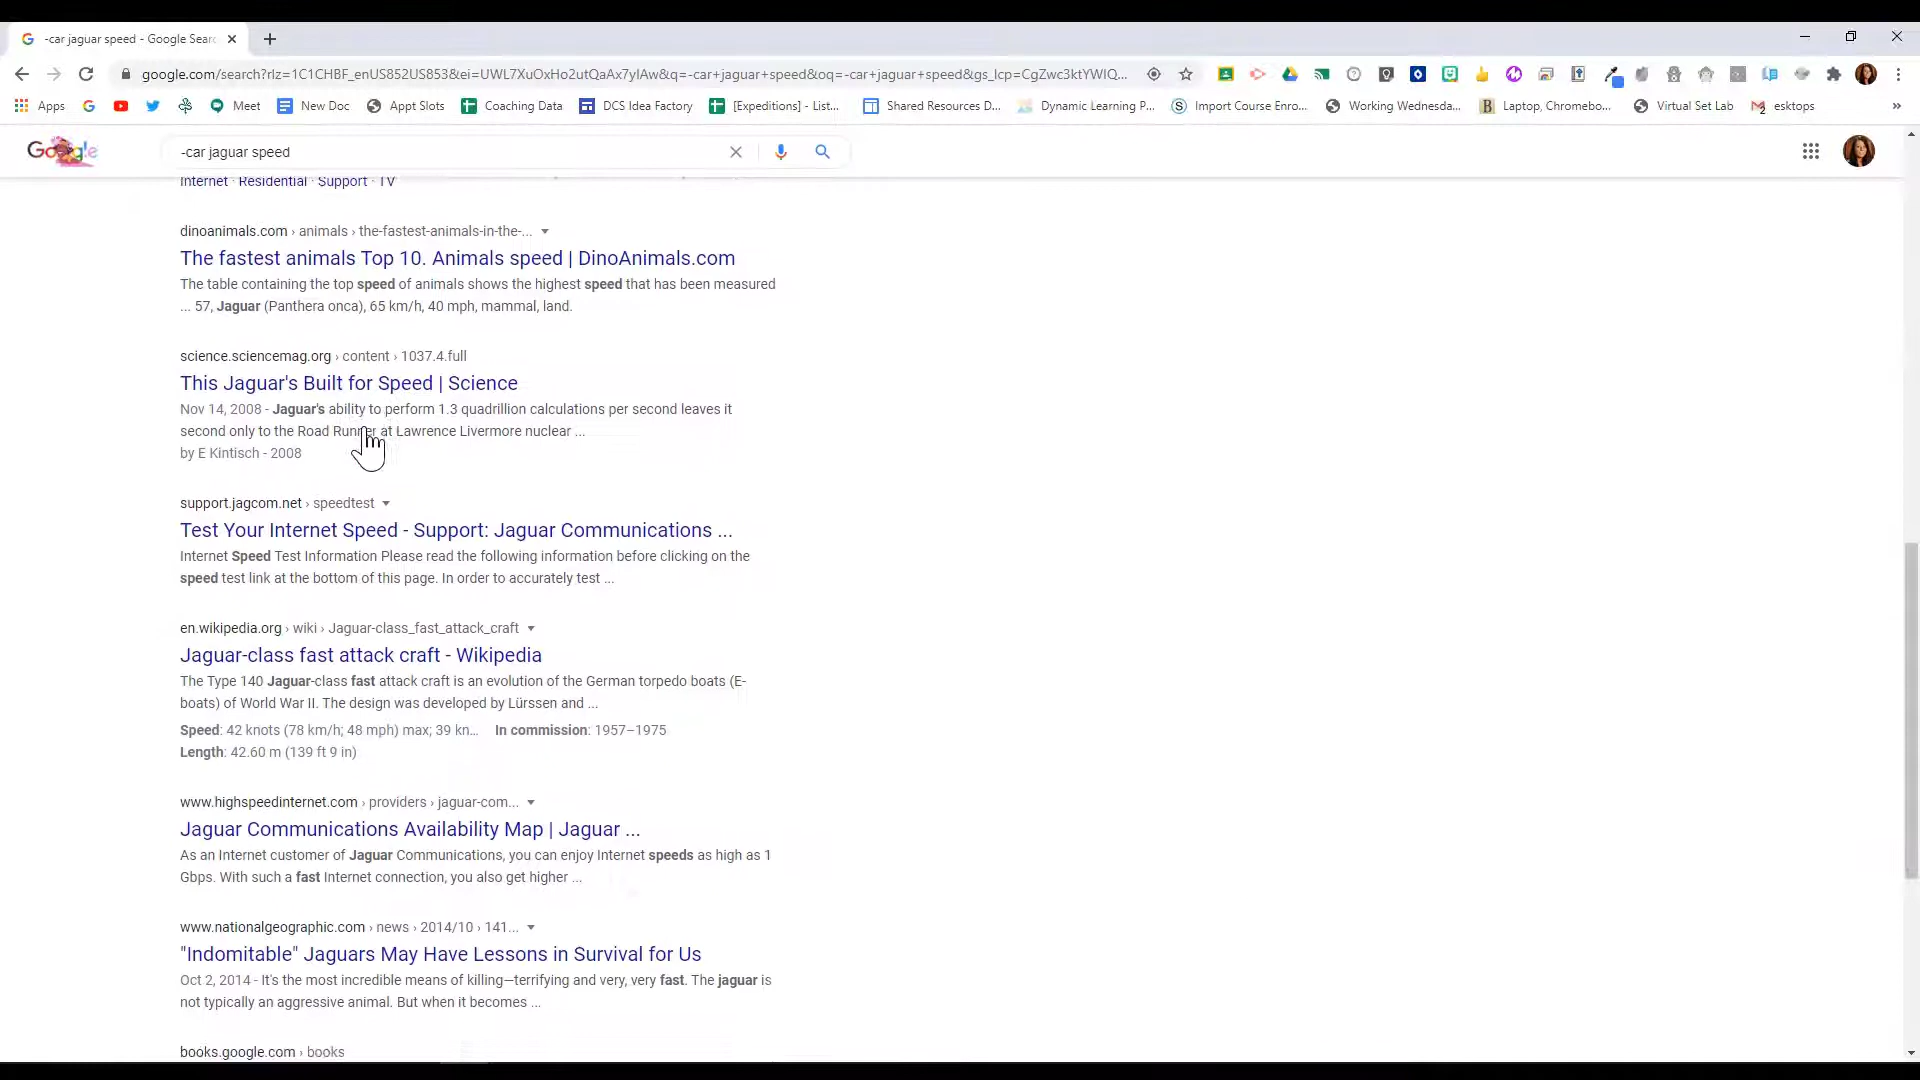 -car jaguar speed - Google Searc
google.com/search?rlz=1C1CHBF_enUS852US853&ei=UWL7XuOxHo2utQaAx7yIAw&q=-car+jaguar+speed&oq=-car+jaguar+speed&gs_lcp=CgZwc3ktYWIQ...
Apps Meet New Doc Appt Slots Coaching Data DCS Idea Factory [Expeditions] - List... Shared Resources D... Dynamic Learning P... Import Course Enro... Working Wednesda... Laptop, Chromebo... Virtual Set Lab esktops »
Google -car jaguar speed
Internet · Residential · Support · TV
dinoanimals.com › animals › the-fastest-animals-in-the-...
The fastest animals Top 10. Animals speed | DinoAnimals.com
The table containing the top speed of animals shows the highest speed that has been measured
... 57, Jaguar (Panthera onca), 65 km/h, 40 mph, mammal, land.
science.sciencemag.org › content › 1037.4.full
This Jaguar's Built for Speed | Science
Nov 14, 2008 - Jaguar's ability to perform 1.3 quadrillion calculations per second leaves it
second only to the Road Runner at Lawrence Livermore nuclear ...
by E Kintisch - 2008
support.jagcom.net › speedtest
Test Your Internet Speed - Support: Jaguar Communications ...
Internet Speed Test Information Please read the following information before clicking on the
speed test link at the bottom of this page. In order to accurately test ...
en.wikipedia.org › wiki › Jaguar-class_fast_attack_craft
Jaguar-class fast attack craft - Wikipedia
The Type 140 Jaguar-class fast attack craft is an evolution of the German torpedo boats (E-
boats) of World War II. The design was developed by Lürssen and ...
Speed: 42 knots (78 km/h; 48 mph) max; 39 kn... In commission: 1957–1975
Length: 42.60 m (139 ft 9 in)
www.highspeedinternet.com › providers › jaguar-com...
Jaguar Communications Availability Map | Jaguar ...
As an Internet customer of Jaguar Communications, you can enjoy Internet speeds as high as 1
Gbps. With such a fast Internet connection, you also get higher ...
www.nationalgeographic.com › news › 2014/10 › 141...
"Indomitable" Jaguars May Have Lessons in Survival for Us
Oct 2, 2014 - It's the most incredible means of killing—terrifying and very, very fast. The jaguar is
not typically an aggressive animal. But when it becomes ...
books.google.com › books